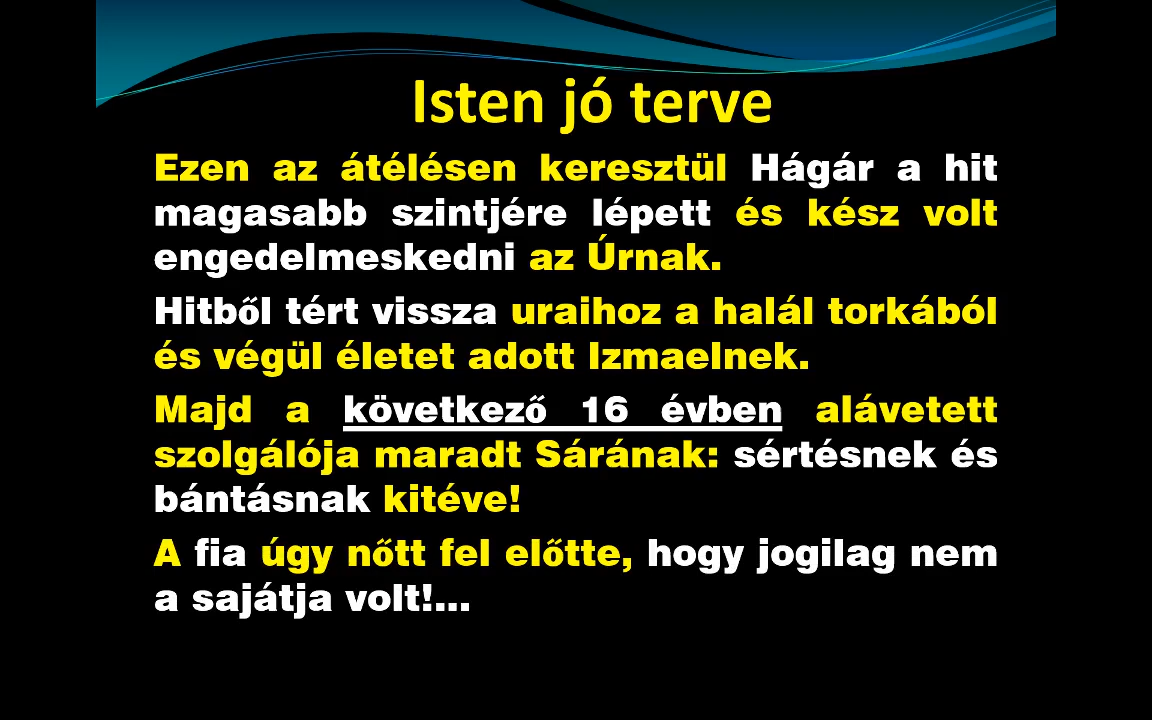 Isten jó terve
Ezen az átélésen keresztül Hágár a hit
magasabb szintjére lépett és kész volt
engedelmeskedni az Úrnak.
Hitből tért vissza uraihoz a halál torkából
és végül életet adott Izmaelnek.
Majd a következő 16 évben alávetett
szolgálója maradt Sárának: sértésnek és
bántásnak kitéve!
A fia úgy nőtt fel előtte, hogy jogilag nem
a sajátja volt!...